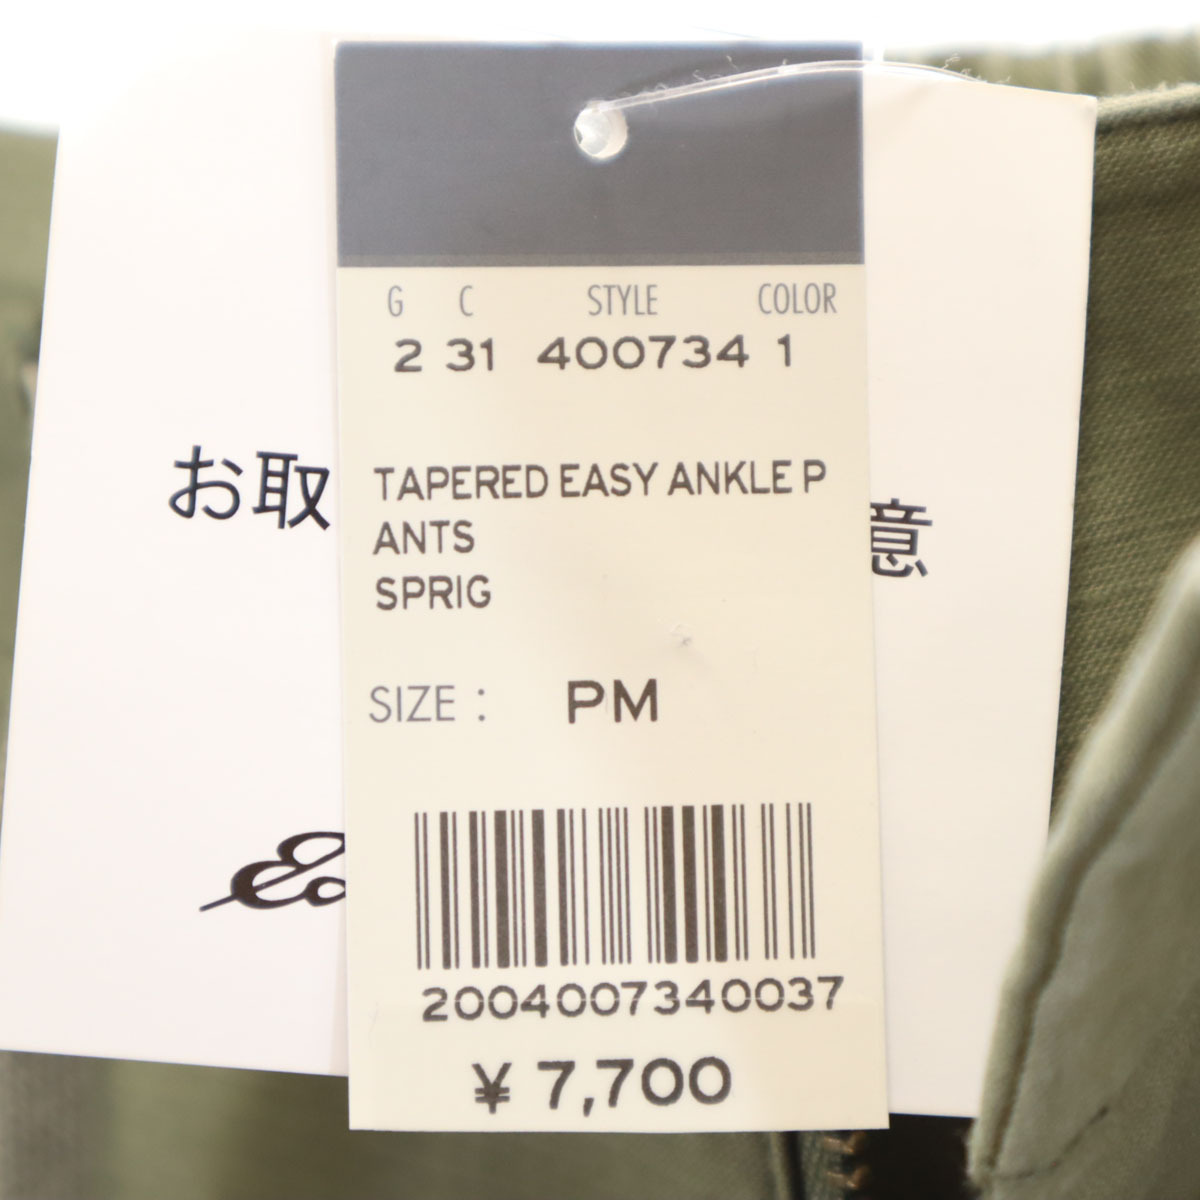 G C STYLE COLOR
2 31 400734 1
お取
意
TAPERED EASY ANKLE P
ANTS
SPRIG
SIZE : PM
2004007340037
¥ 7,700